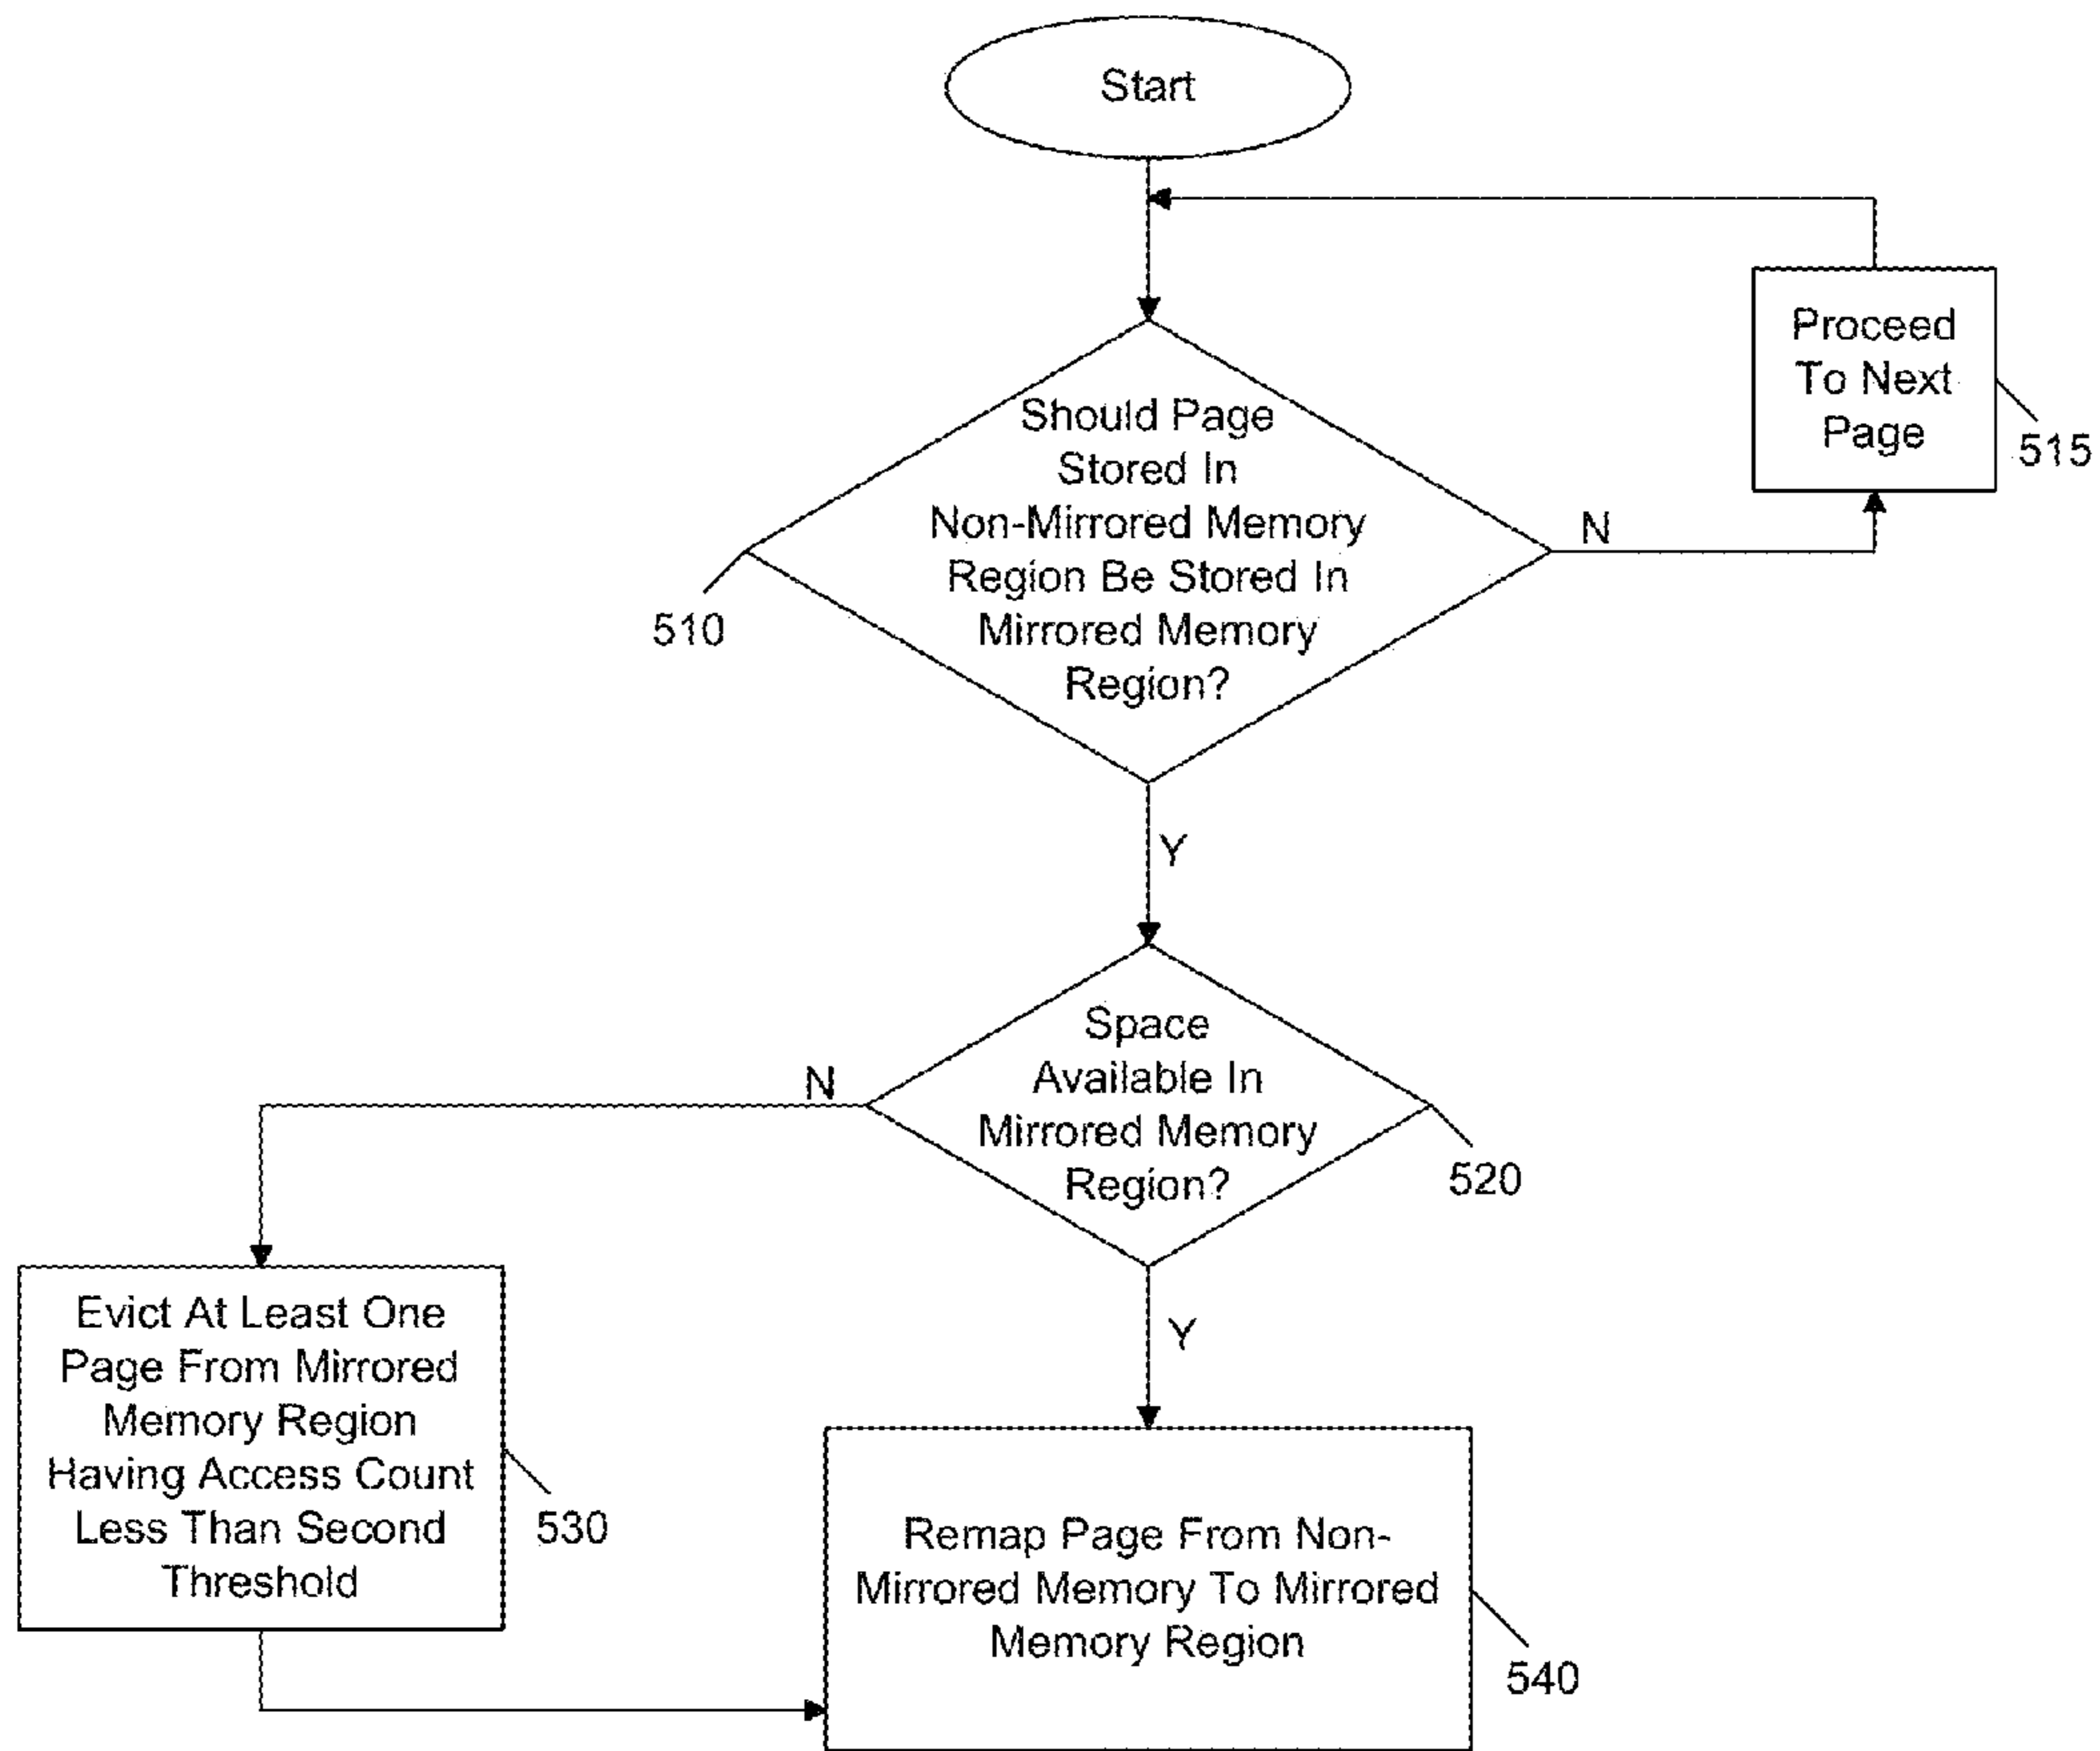 Start
Proceed
To Next
Page
515
Should Page
Stored In
Non-Mirrored Memory
Region Be Stored In
Mirrored Memory
Region?
N
510
Y
Space
Available In
Mirrored Memory
Region?
N
520
Y
Evict At Least One
Page From Mirrored
Memory Region
Having Access Count
Less Than Second
Threshold
530
Remap Page From Non-
Mirrored Memory To Mirrored
Memory Region
540